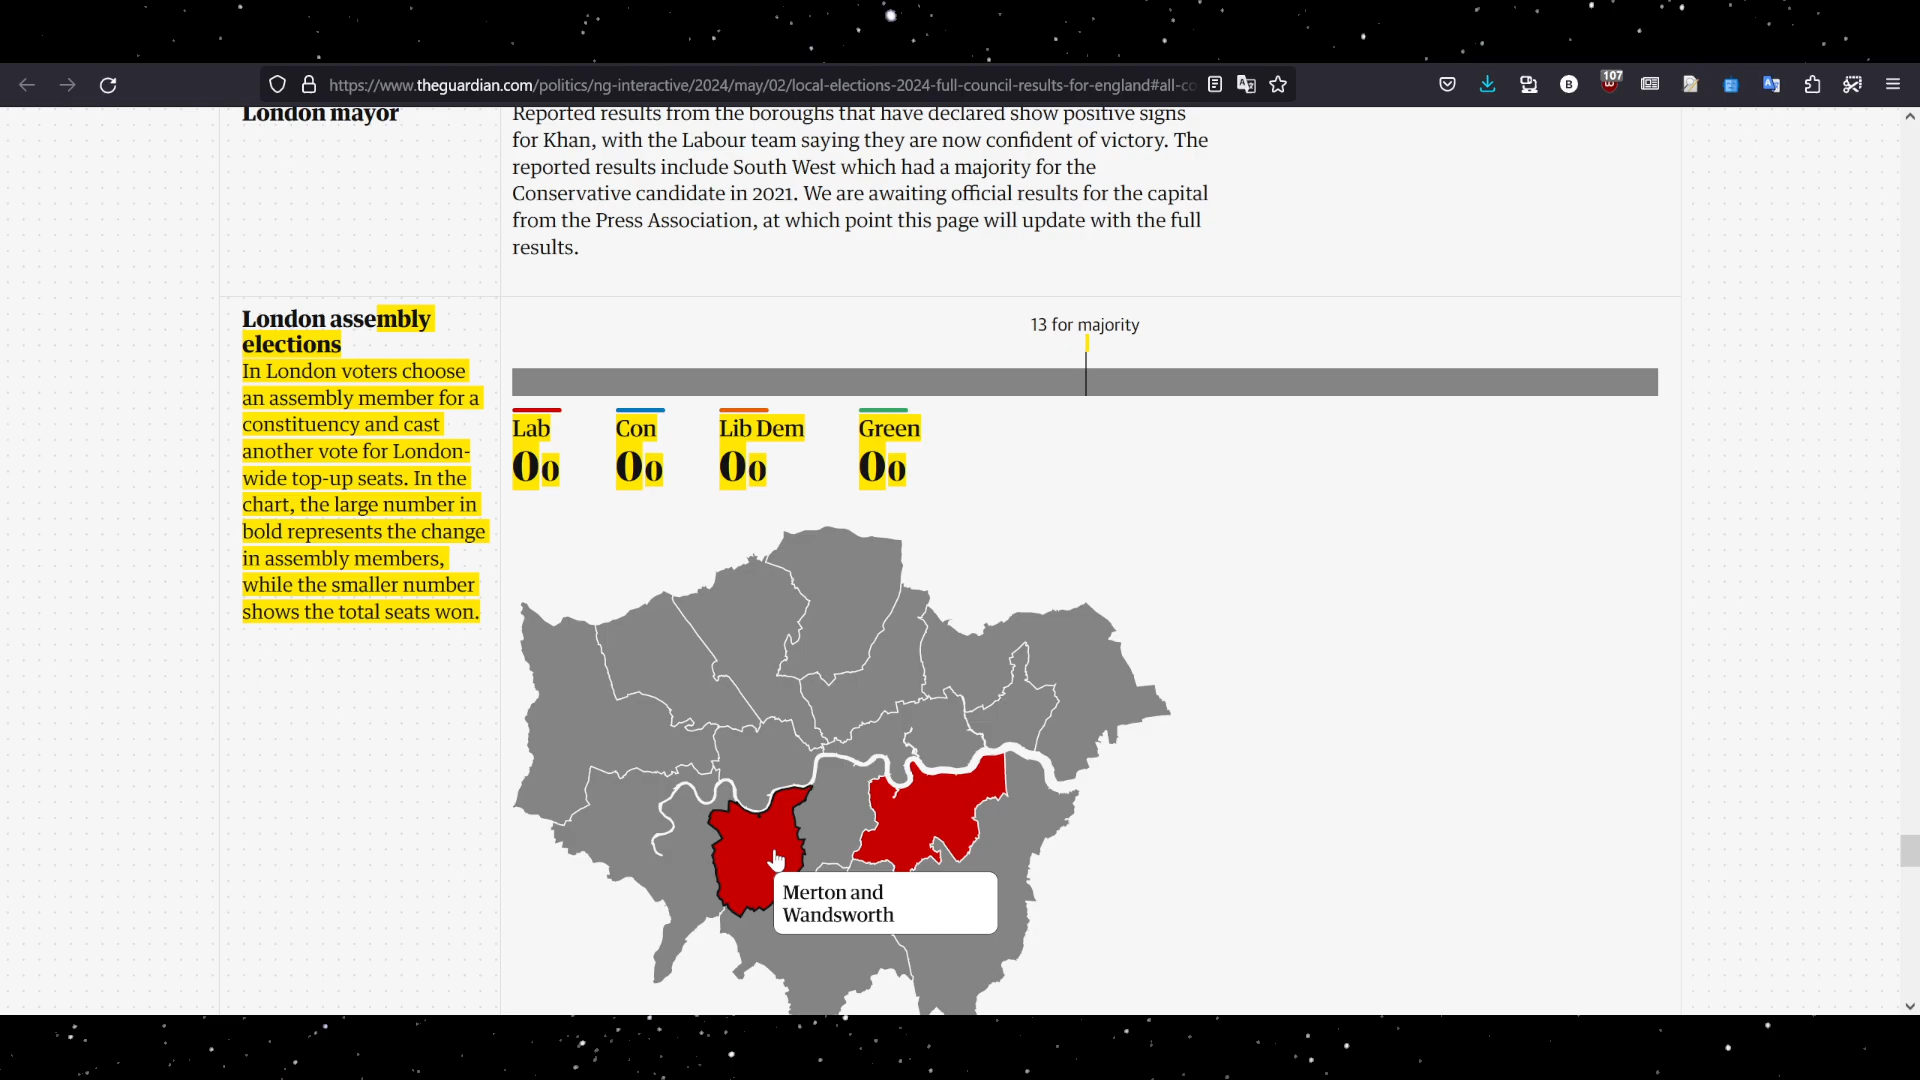 https://www.theguardian.com/politics/ng-interactive/2024/may/02/local-elections-2024-full-council-results-for-england#all-co
B
107
London mayor
Reported results from the boroughs that have declared show positive signs
for Khan, with the Labour team saying they are now confident of victory. The
reported results include South West which had a majority for the
Conservative candidate in 2021. We are awaiting official results for the capital
from the Press Association, at which point this page will update with the full
results.
London assembly
elections
In London voters choose
an assembly member for a
constituency and cast
another vote for London-
wide top-up seats. In the
chart, the large number in
bold represents the change
in assembly members,
while the smaller number
shows the total seats won.
13 for majority
Lab Con Lib Dem Green
0 0 0 0 0 0 0 0
Merton and
Wandsworth